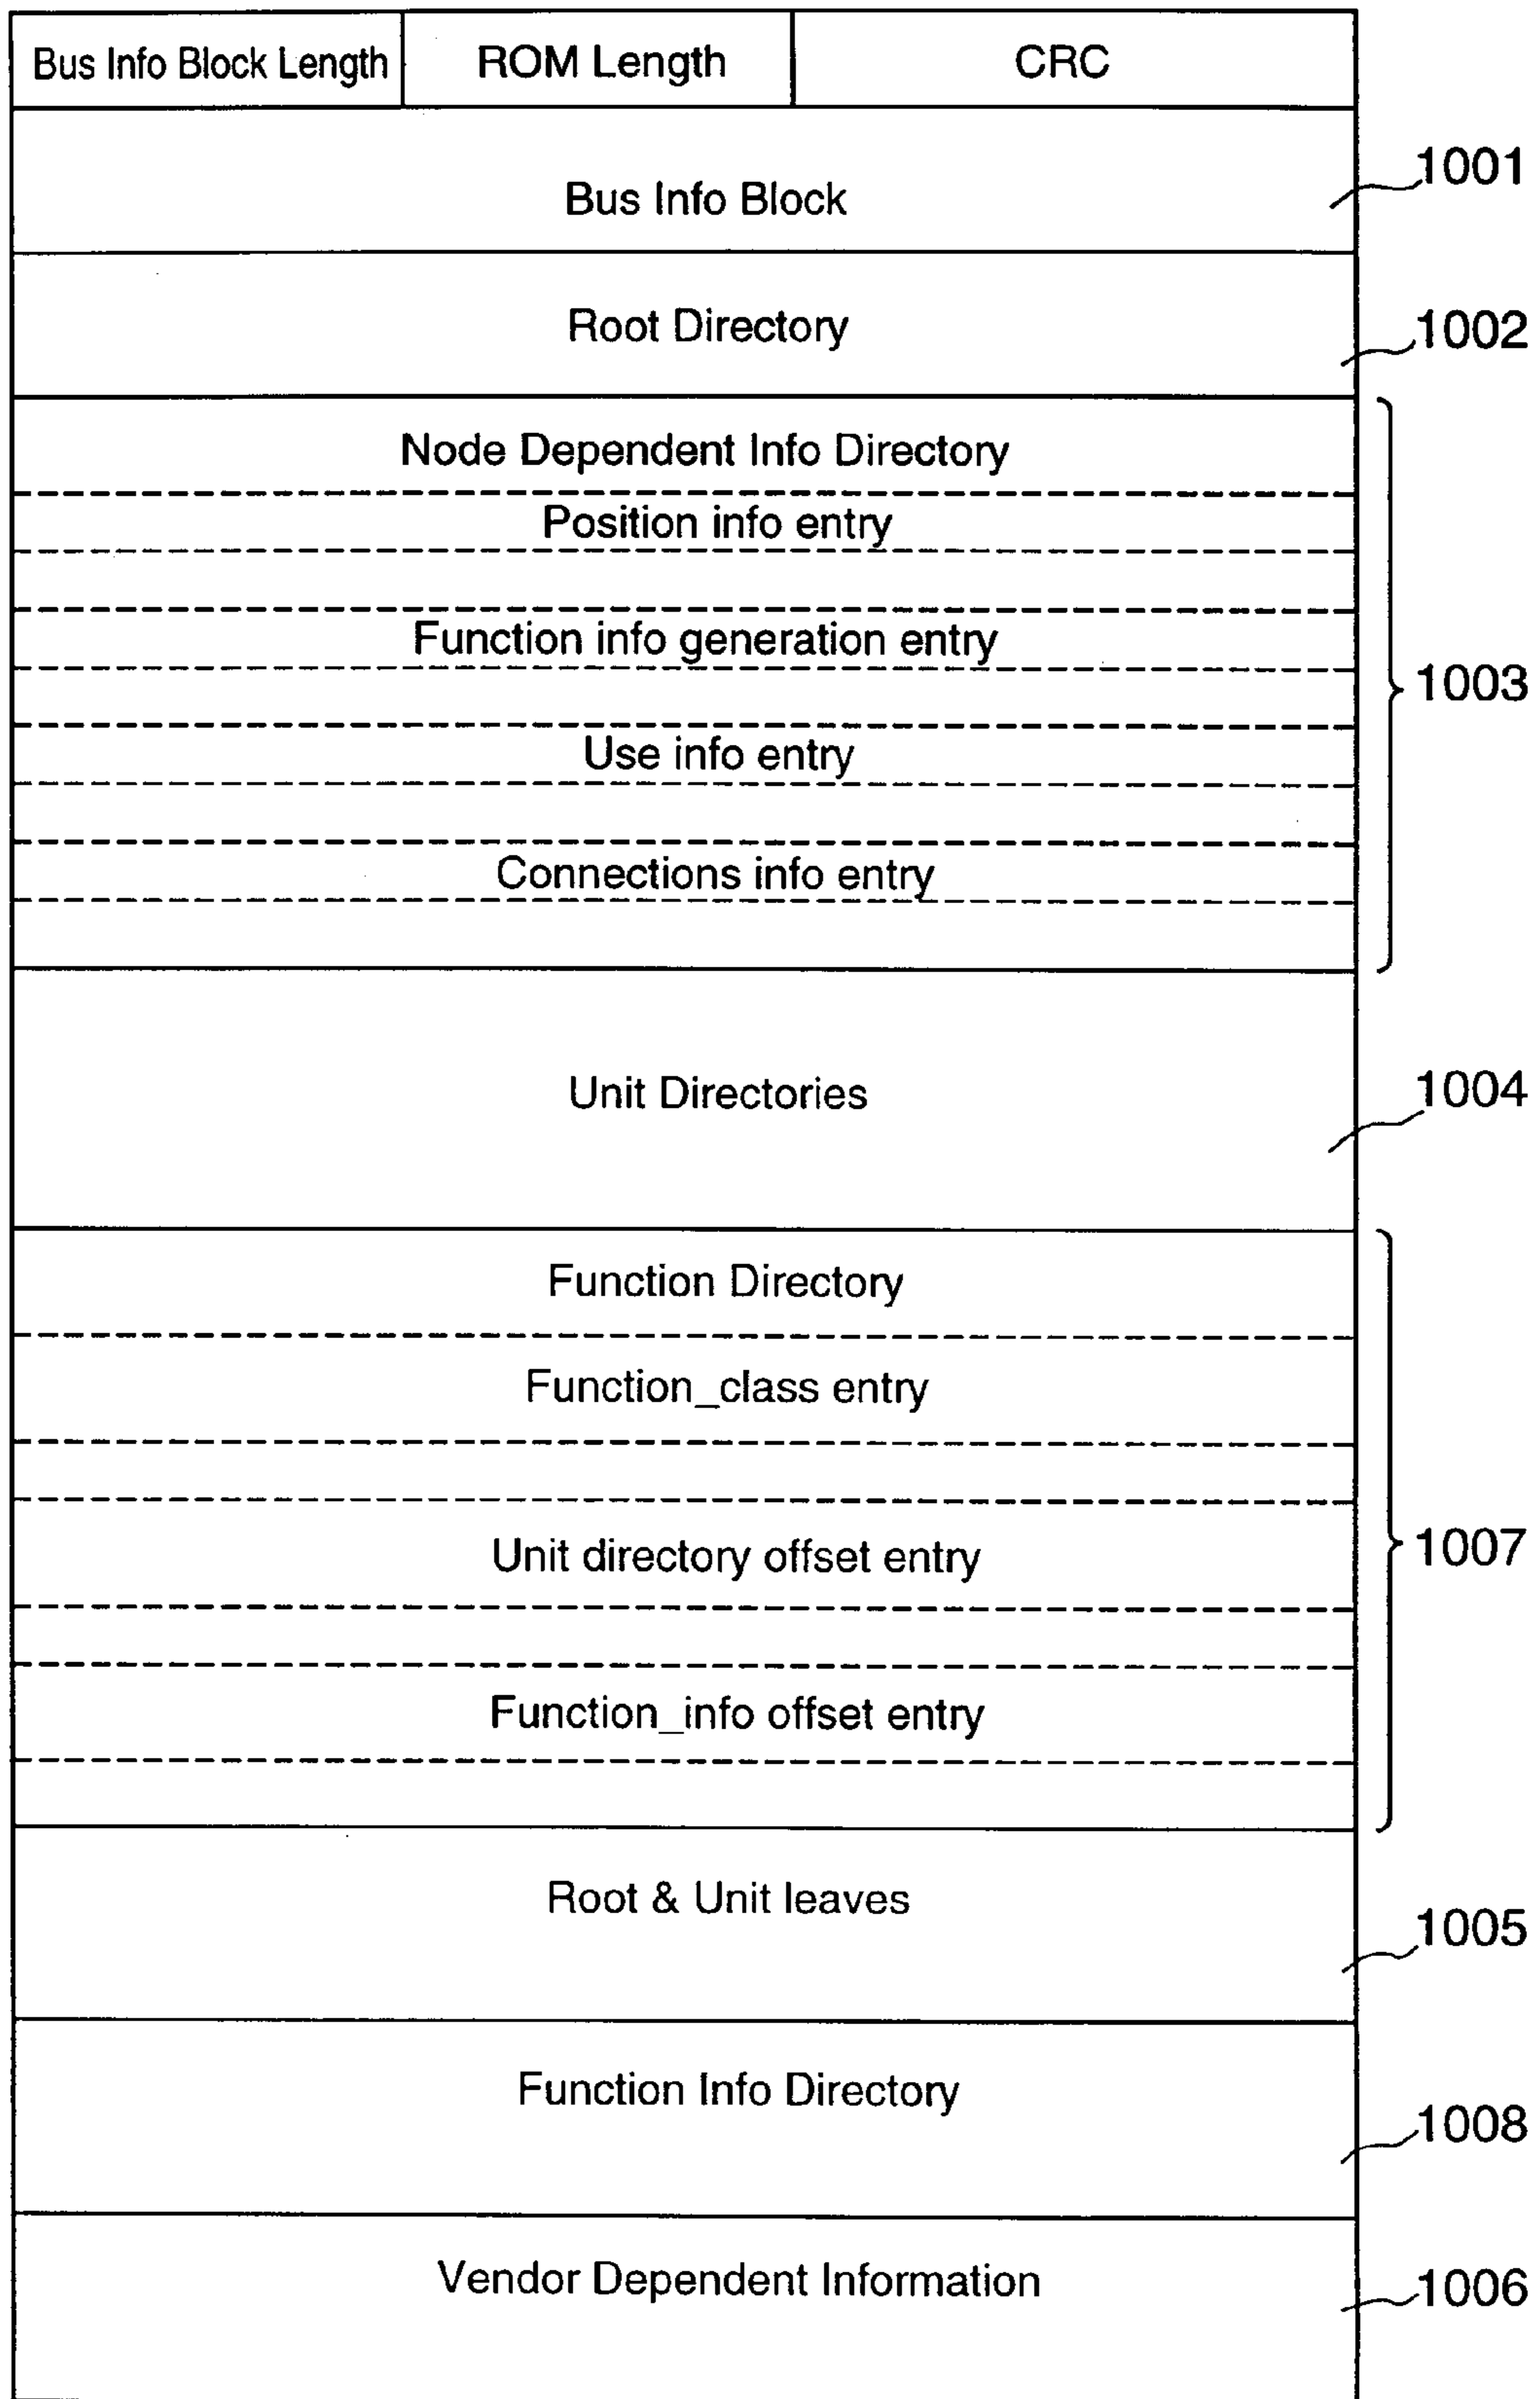 Bus Info Block Length ROM Length CRC
Bus Info Block
1001
Root Directory
1002
Node Dependent Info Directory
Position info entry
Function info generation entry
1003
Use info entry
Connections info entry
Unit Directories
1004
Function Directory
Function_class entry
Unit directory offset entry
1007
Function_info offset entry
Root & Unit leaves
1005
Function Info Directory
1008
Vendor Dependent Information
1006